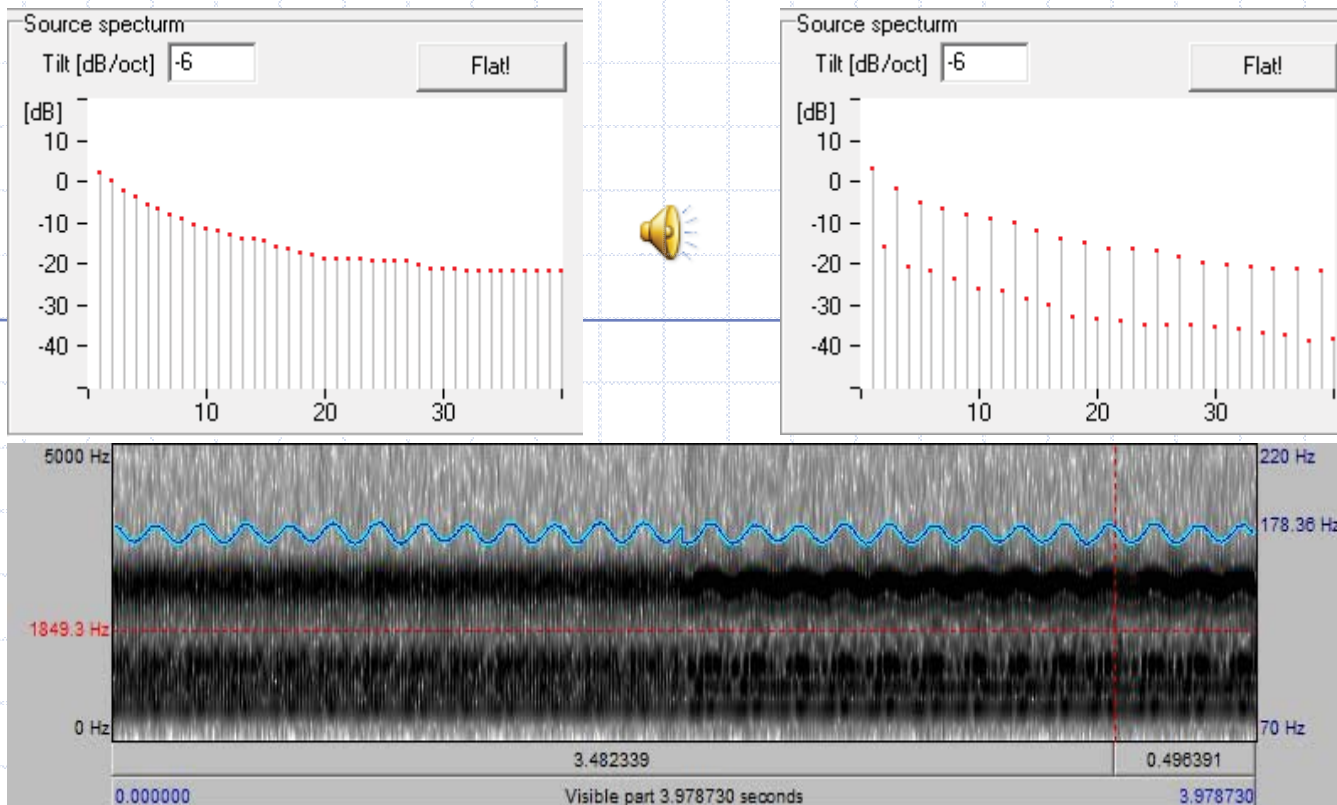 Source specturm
Tilt [dB/oct] -6 Flat!
[dB]
10
0
-10
-20
-30
-40
10 20 30
Source specturm
Tilt [dB/oct] -6 Flat!
[dB]
10
0
-10
-20
-30
-40
10 20 30
5000 Hz 220 Hz
178.36 Hz
1849.3 Hz
0 Hz 70 Hz
3.482339 0.496391
0.000000 Visible part 3.978730 seconds 3.978730